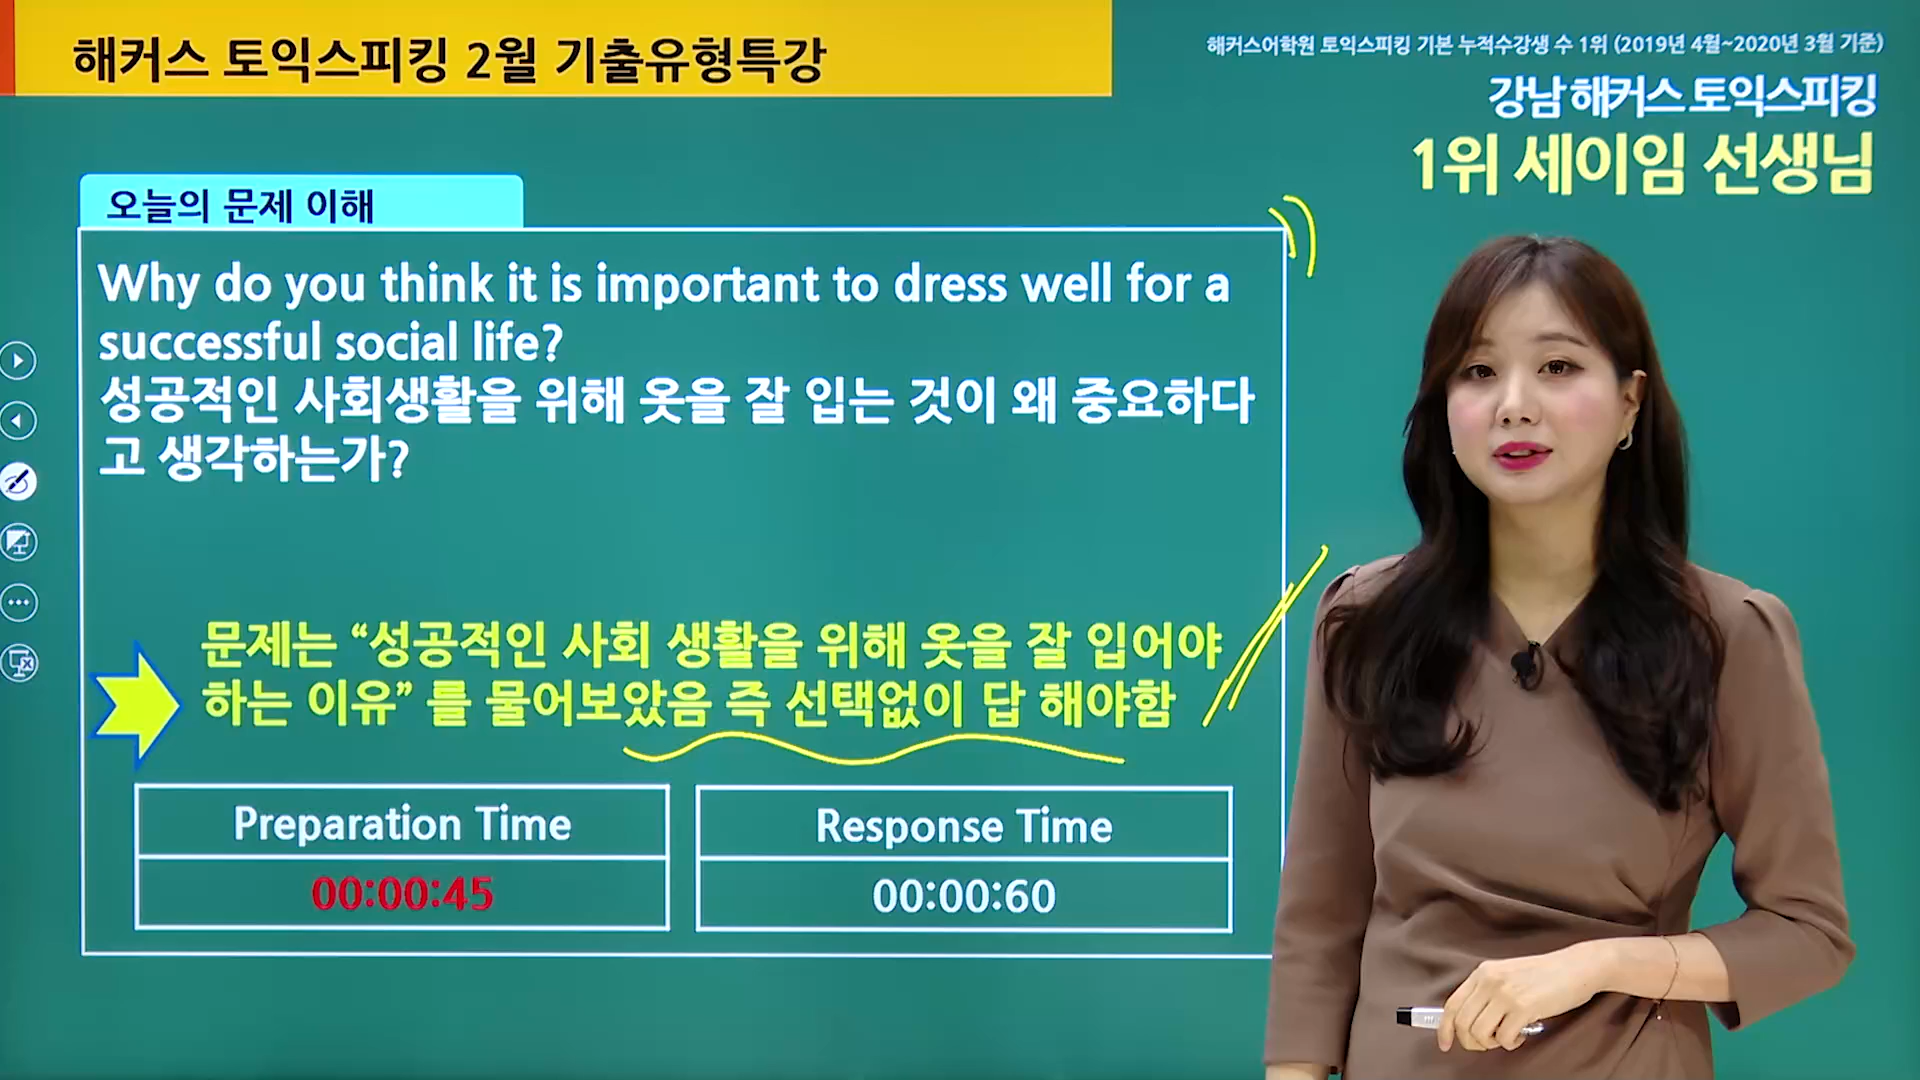 해커스 토익스피킹 2월 기출유형특강
해커스어학원 토익스피킹 기본 누적수강생 수 1위 (2019년 4월~2020년 3월 기준)
강남 해커스 토익스피킹
1위 세이임 선생님
오늘의 문제 이해
Why do you think it is important to dress well for a
successful social life?
성공적인 사회생활을 위해 옷을 잘 입는 것이 왜 중요하다
고 생각하는가?
문제는 “성공적인 사회 생활을 위해 옷을 잘 입어야
하는 이유” 를 물어보았음 즉 선택없이 답 해야함
Preparation Time
00:00:45
Response Time
00:00:60